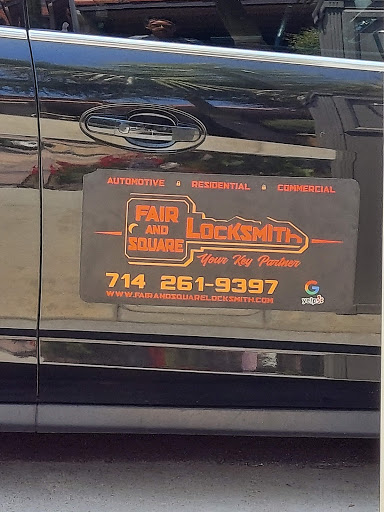 AUTOMOTIVE RESIDENTIAL COMMERCIAL
FAIR
AND
SQUARE
LOCKSMITH
Your Key Partner
714 261-9397
WWW.FAIRANDSQUARELOCKSMITH.COM
G
yelp